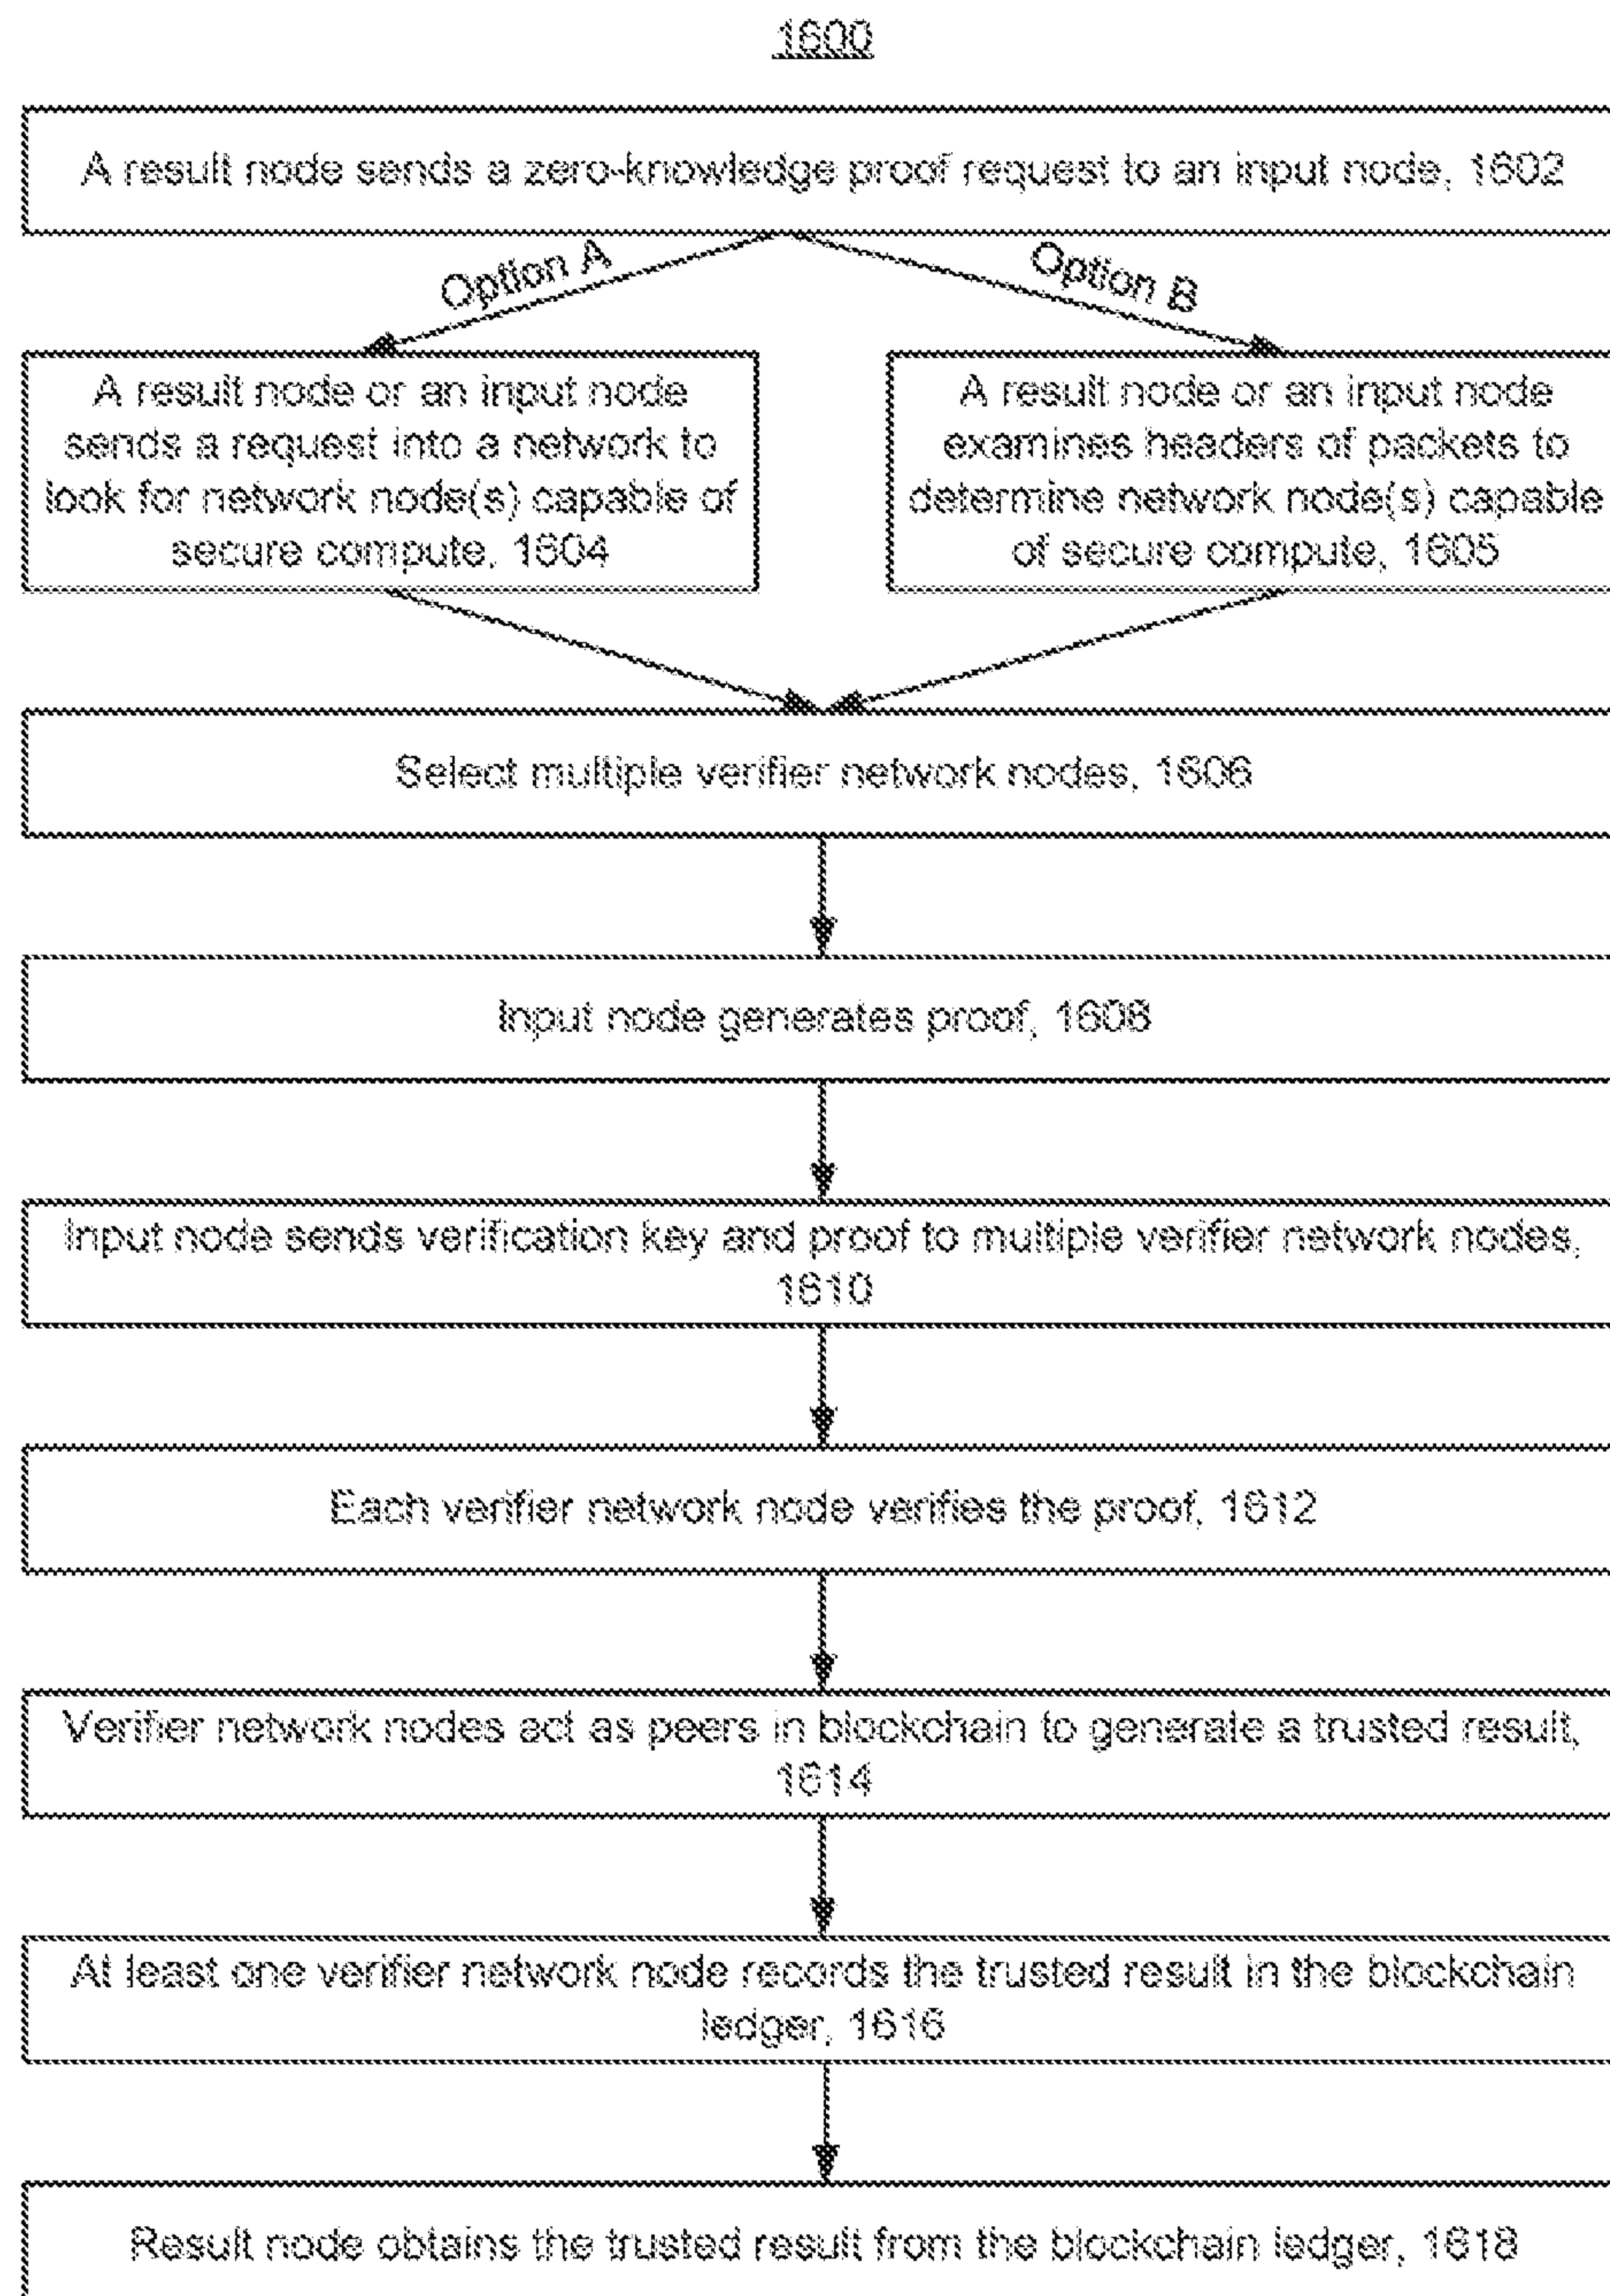 1600
A result node sends a zero-knowledge proof request to an input node, 1602
Option A
Option B
A result node or an input node
sends a request into a network to
look for network node(s) capable of
secure compute, 1604
A result node or an input node
examines headers of packets to
determine network node(s) capable
of secure compute, 1605
Select multiple verifier network nodes, 1606
Input node generates proof, 1608
Input node sends verification key and proof to multiple verifier network nodes,
1610
Each verifier network node verifies the proof, 1612
Verifier network nodes act as peers in blockchain to generate a trusted result,
1614
At least one verifier network node records the trusted result in the blockchain
ledger, 1616
Result node obtains the trusted result from the blockchain ledger, 1618